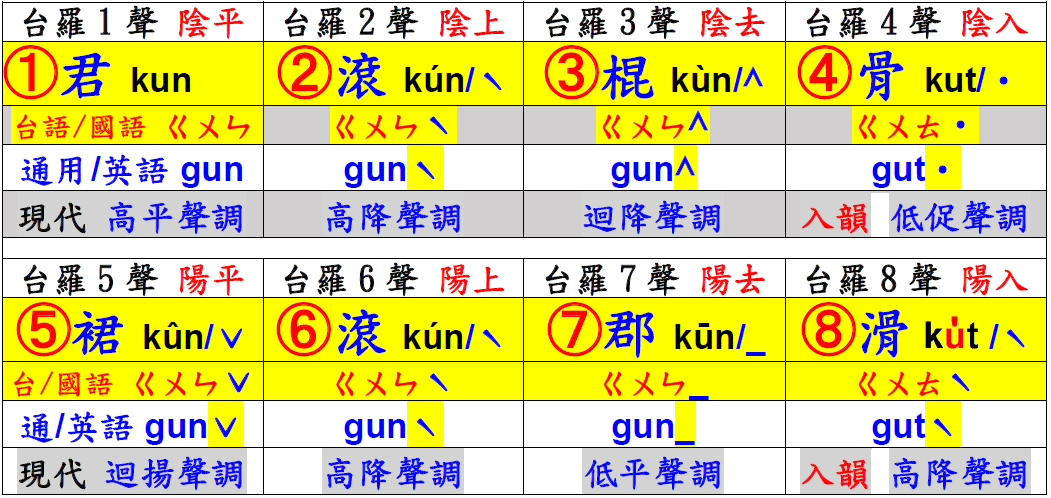 台羅1聲 陰平 台羅2聲 陰上 台羅3聲 陰去 台羅4聲 陰入
①君 kun ②滾 kún/ˋ ③棍 kùn/^ ④骨 kut/・
台語/國語 ㄍㄨㄣ ㄍㄨㄣˋ ㄍㄨㄣ^ ㄍㄨㄊ・
通用/英語 gun gunˋ gun^ gut・
現代 高平聲調 高降聲調 迴降聲調 入韻 低促聲調
台羅5聲 陽平 台羅6聲 陽上 台羅7聲 陽去 台羅8聲 陽入
⑤裙 kûn/ˇ ⑥滾 kún/ˋ ⑦郡 kūn/_ ⑧滑 ku̍t /ˋ
台/國語 ㄍㄨㄣˇ ㄍㄨㄣˋ ㄍㄨㄣ_ ㄍㄨㄊˋ
通/英語 gunˇ gunˋ gun_ gutˋ
現代 迴揚聲調 高降聲調 低平聲調 入韻 高降聲調